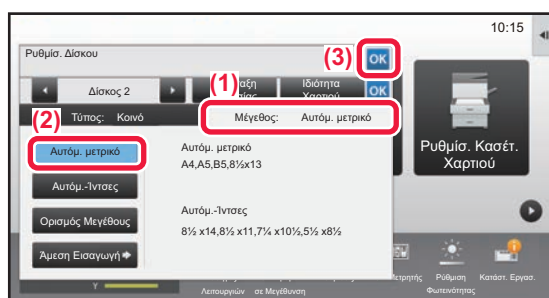 10:15
Ρυθμίσ. Δίσκου
(3)
OK
Δίσκος 2
(1)
Ιδιότητα
Χαρτιού
OK
(2)
Τύπος: Κοινό
Μέγεθος: Αυτόμ. μετρικό
Αυτόμ. μετρικό
Αυτόμ. μετρικό
A4,A5,B5,8½x13
Αυτόμ.-Ίντσες
Ορισμός Μεγέθους
Αυτόμ.-Ίντσες
8½ x14,8½ x11,7¼ x10½,5½ x8½
Άμεση Εισαγωγή
Ρυθμίσ. Κασέτ.
Χαρτιού
Ρύθμιση
Φωτεινότητας
Κατάστ. Εργασ.
Λειτουργιών
σε Μεγέθυνση
Y